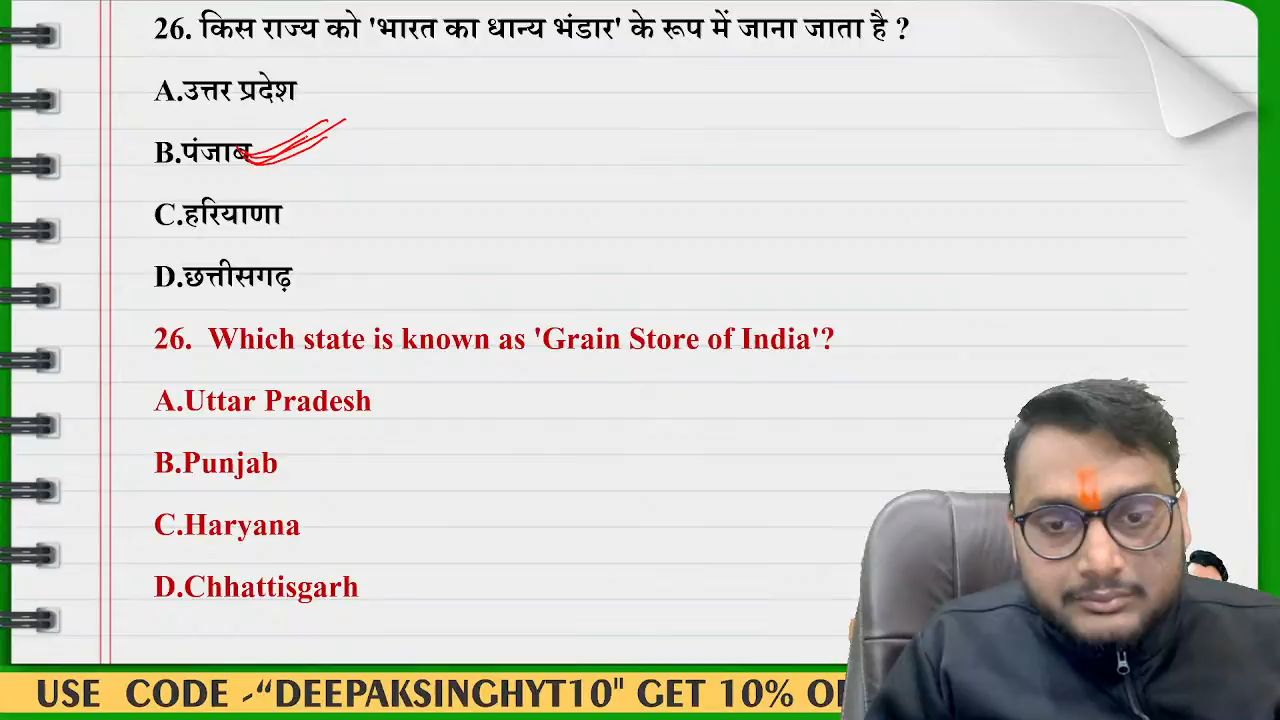 26. किस राज्य को 'भारत का धान्य भंडार' के रूप में जाना जाता है ?
A.उत्तर प्रदेश
B.पंजाब
C.हरियाणा
D.छत्तीसगढ़
26. Which state is known as 'Grain Store of India'?
A.Uttar Pradesh
B.Punjab
C.Haryana
D.Chhattisgarh
USE CODE -“DEEPAKSINGHYT10" GET 10%